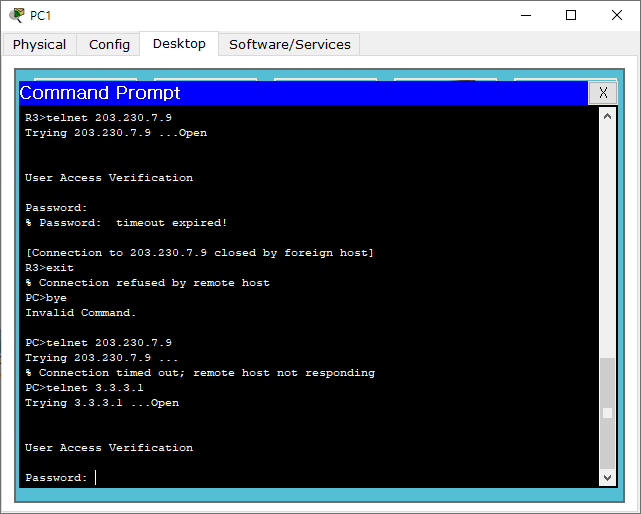 PC1
Physical Config Desktop Software/Services
Command Prompt X
R3>telnet 203.230.7.9
Trying 203.230.7.9 ...Open
User Access Verification
Password:
% Password:  timeout expired!
[Connection to 203.230.7.9 closed by foreign host]
R3>exit
% Connection refused by remote host
PC>bye
Invalid Command.
PC>telnet 203.230.7.9
Trying 203.230.7.9 ...
% Connection timed out; remote host not responding
PC>telnet 3.3.3.1
Trying 3.3.3.1 ...Open
User Access Verification
Password: